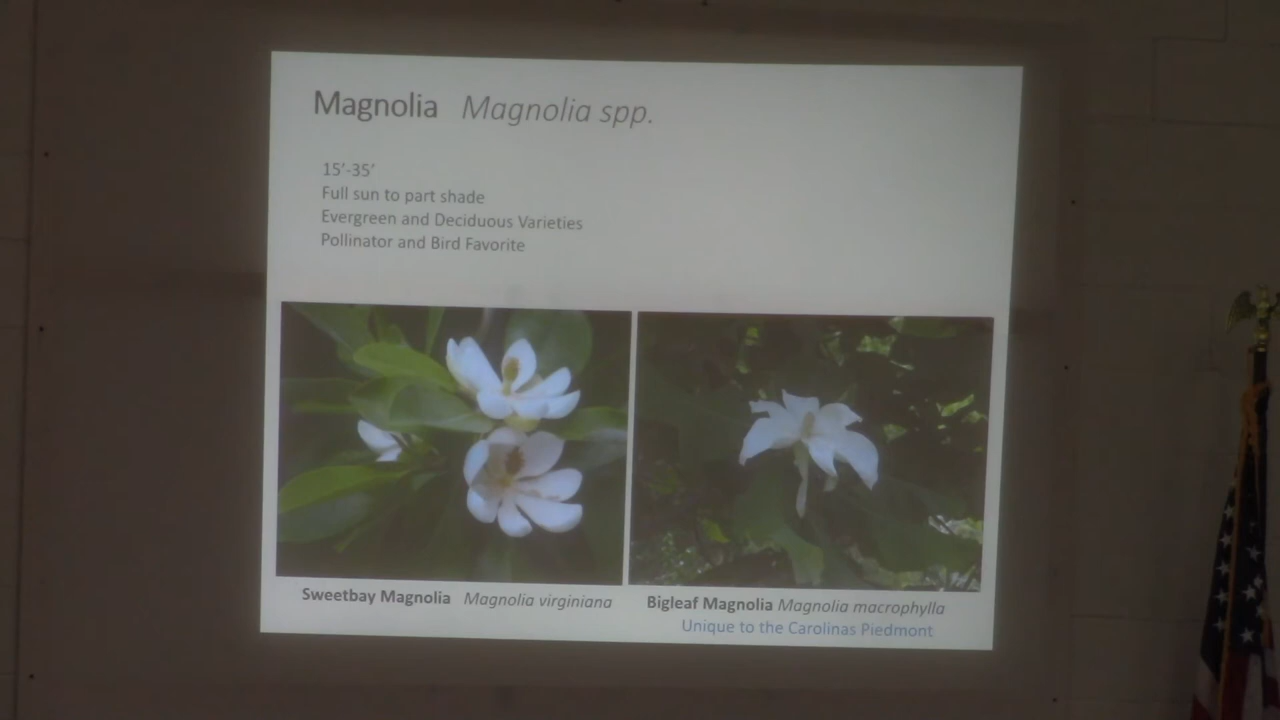 Magnolia Magnolia spp.
15'-35'
Full sun to part shade
Evergreen and Deciduous Varieties
Pollinator and Bird Favorite
Sweetbay Magnolia Magnolia virginiana
Bigleaf Magnolia Magnolia macrophylla
Unique to the Carolinas Piedmont